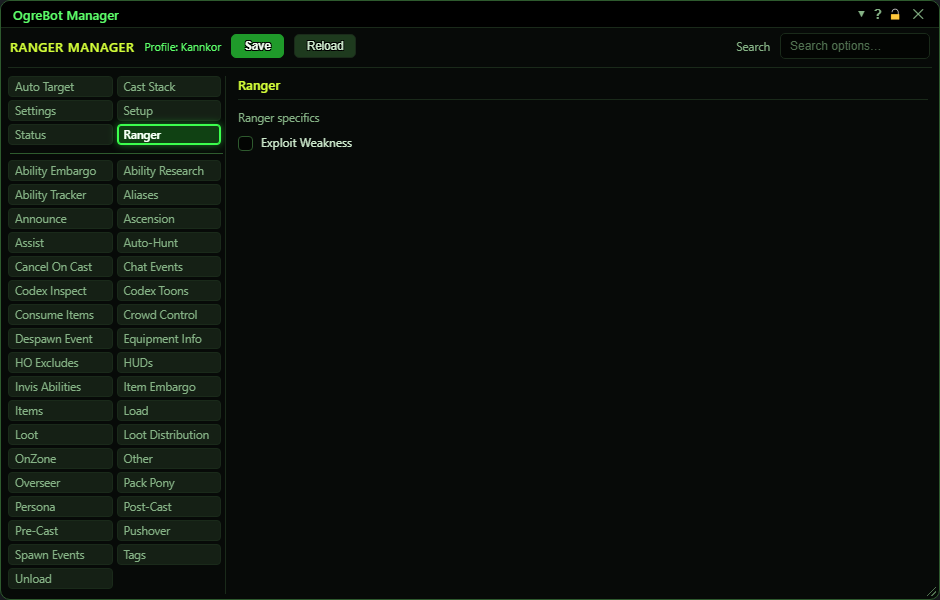 OgreBot Manager
▼ ?
RANGER MANAGER Profile: Kannkor Save Reload Search Search options...
Auto Target Cast Stack
Settings Setup
Status Ranger
Ability Embargo Ability Research
Ability Tracker Aliases
Announce Ascension
Assist Auto-Hunt
Cancel On Cast Chat Events
Codex Inspect Codex Toons
Consume Items Crowd Control
Despawn Event Equipment Info
HO Excludes HUDs
Invis Abilities Item Embargo
Items Load
Loot Loot Distribution
OnZone Other
Overseer Pack Pony
Persona Post-Cast
Pre-Cast Pushover
Spawn Events Tags
Unload
Ranger
Ranger specifics
Exploit Weakness